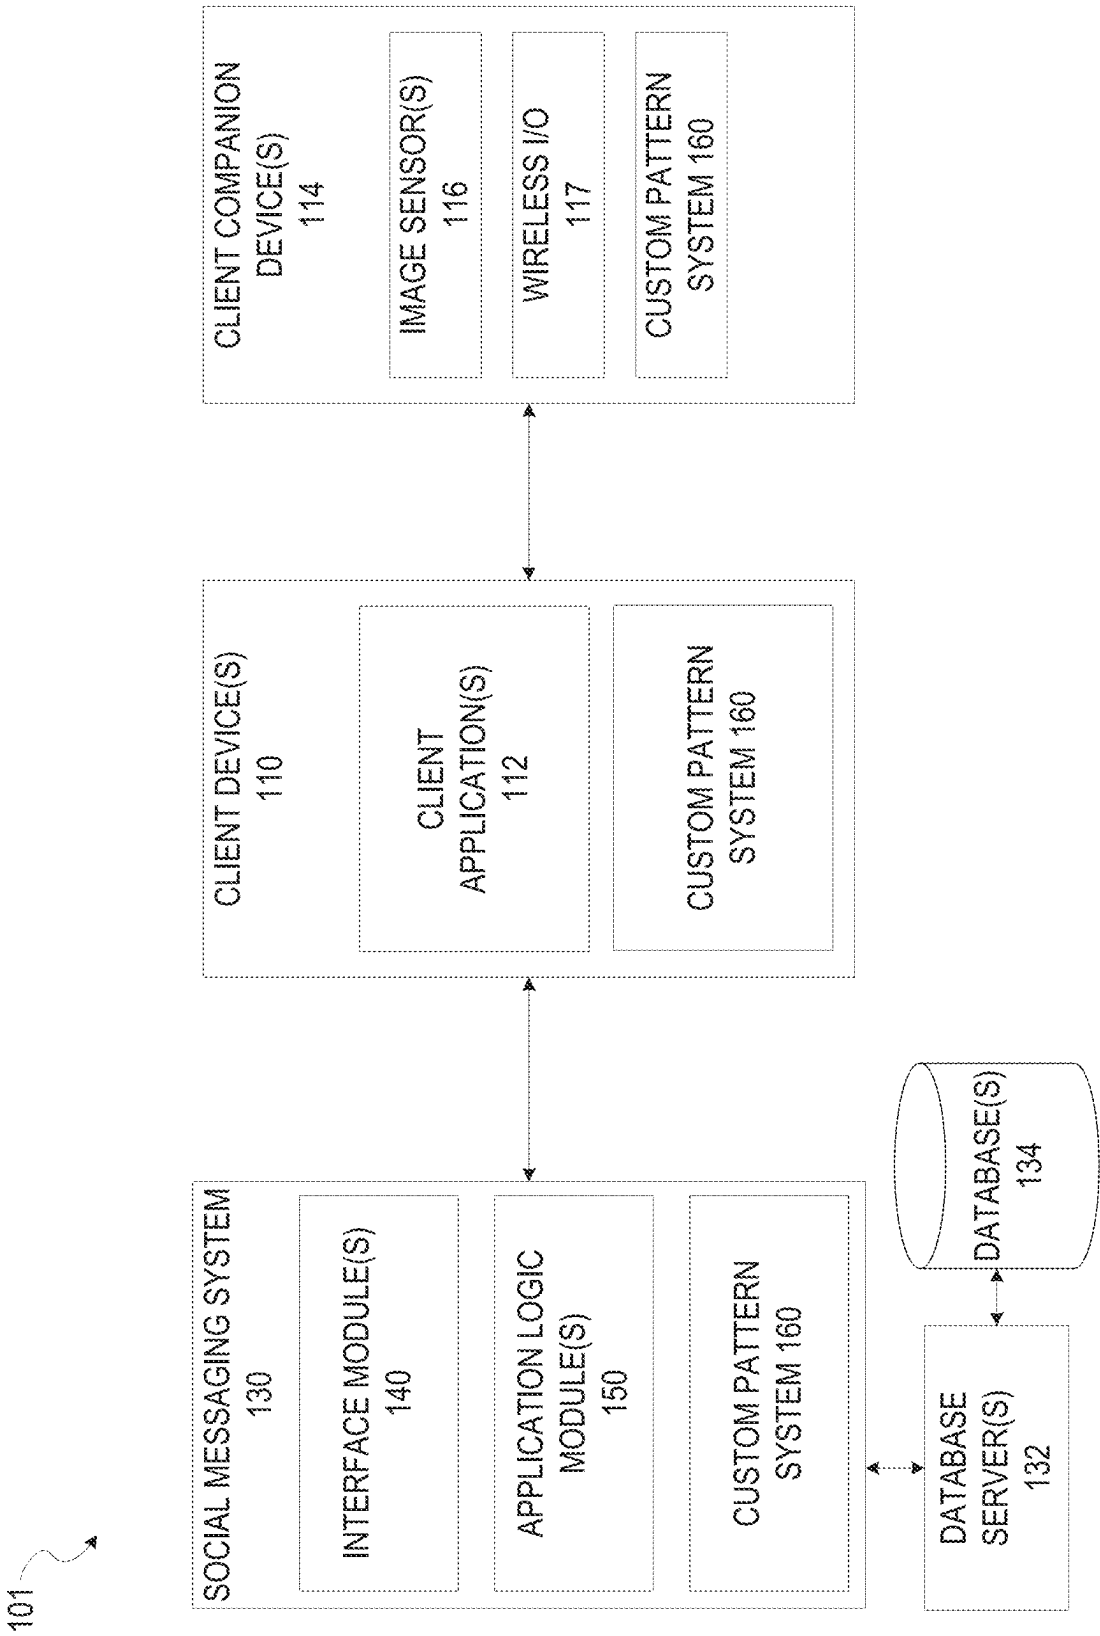 101
SOCIAL MESSAGING SYSTEM
130
INTERFACE MODULE(S)
140
APPLICATION LOGIC
MODULE(S)
150
CUSTOM PATTERN
SYSTEM 160
DATABASE
SERVER(S)
132
DATABASE(S)
134
CLIENT DEVICE(S)
110
CLIENT
APPLICATION(S)
112
CUSTOM PATTERN
SYSTEM 160
CLIENT COMPANION
DEVICE(S)
114
IMAGE SENSOR(S)
116
WIRELESS I/O
117
CUSTOM PATTERN
SYSTEM 160